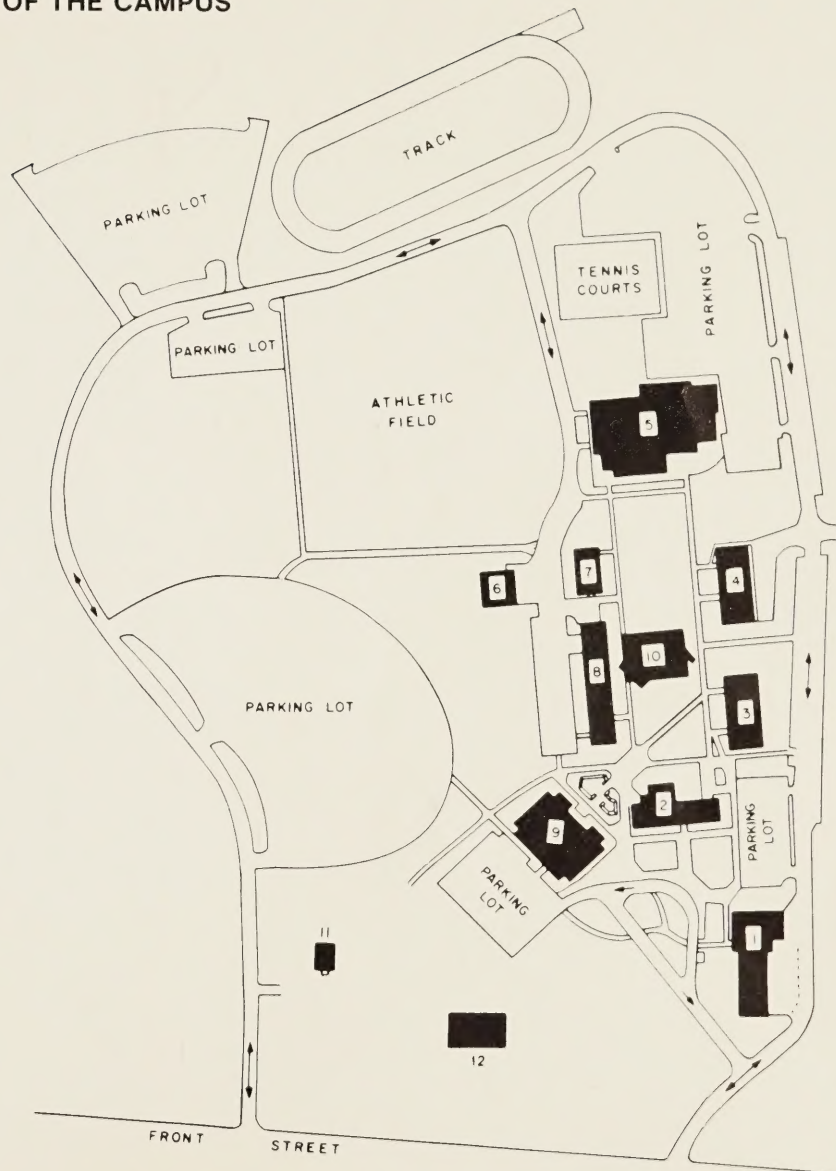 OF THE CAMPUS
TRACK
PARKING LOT
TENNIS
COURTS
PARKING LOT
PARKING LOT
ATHLETIC
FIELD
5
7
6
4
8
10
3
PARKING LOT
2
9
PARKING
LOT
PARKING
LOT
11
1
12
FRONT STREET